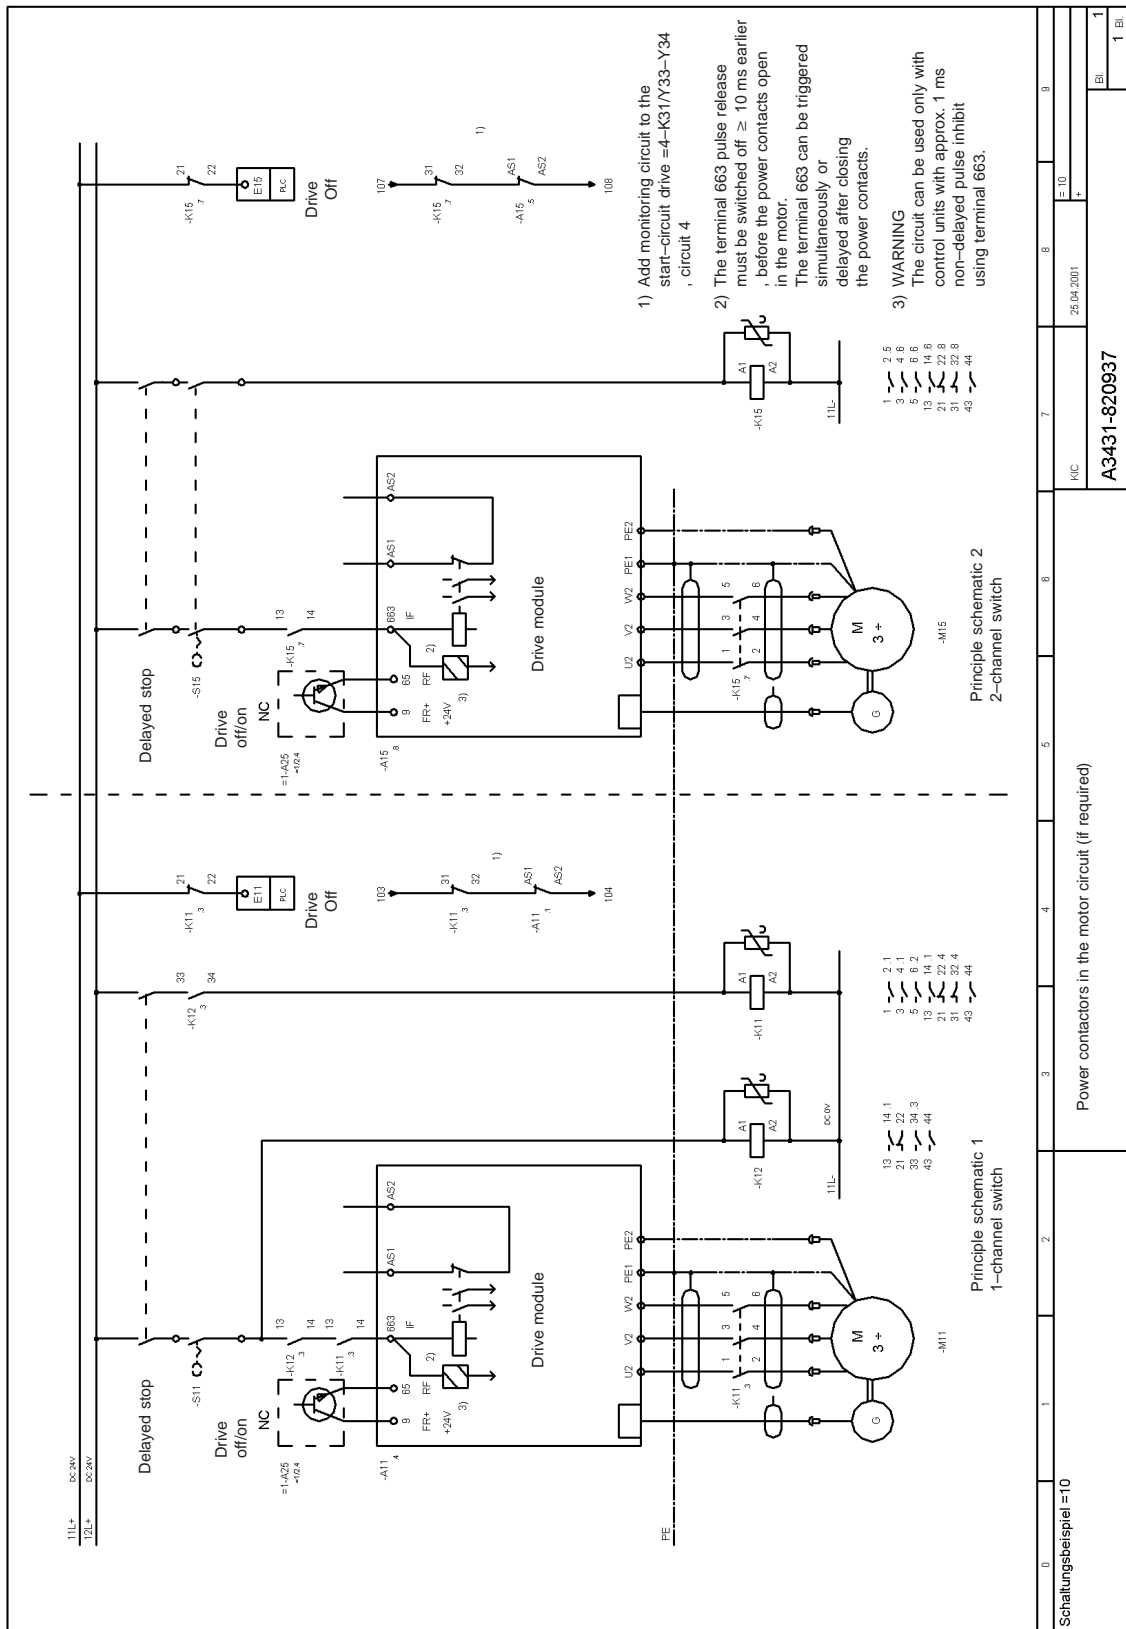 11L+ DC 24V
12L+ DC 24V
Delayed stop
-S11
Drive
off/on
NC
=1-A25
=1/2.4
13
14
-K12
.3
13
14
-K11
.3
663
IF
AS1
AS2
9
65
FR+
RF
+24V
2)
3)
-A11
.4
Drive module
U2
V2
W2
PE1
PE2
PE
1
3
5
2
4
6
-K11
.3
M
3 ÷
G
-M11
-K12
A1
A2
11L-
DC 0V
13 14 .1
21 22
33 34 .3
43 44
Principle schematic 1
1–channel switch
33
34
-K12
.3
-K11
A1
A2
1 2 .1
3 4 .1
5 6 .2
13 14 .1
21 22 .4
31 32 .4
43 44
21
22
-K11
.3
E11
PLC
Drive
Off
103
31
32
-K11
.3
1)
AS1
AS2
-A11
.1
104
Delayed stop
-S15
Drive
off/on
NC
=1-A25
=1/2.4
13
14
-K15
.7
663
IF
AS1
AS2
9
65
FR+
RF
+24V
2)
3)
-A15
.8
Drive module
U2
V2
W2
PE1
PE2
1
3
5
2
4
6
-K15
.7
M
3 ÷
G
-M15
Principle schematic 2
2–channel switch
-K15
A1
A2
11L-
1 2 .5
3 4 .6
5 6 .6
13 14 .6
21 22 .8
31 32 .8
43 44
21
22
-K15
.7
E15
PLC
Drive
Off
107
31
32
-K15
.7
1)
AS1
AS2
-A15
.5
108
1) Add monitoring circuit to the
start–circuit drive =4–K31/Y33–Y34
, circuit 4
2) The terminal 663 pulse release
must be switched off ≥ 10 ms earlier
, before the power contacts open
in the motor.
The terminal 663 can be triggered
simultaneously or
delayed after closing
the power contacts.
3) WARNING
The circuit can be used only with
control units with approx. 1 ms
non–delayed pulse inhibit
using terminal 663.
0 1 2 3 4 5 6 7 8 9
Schaltungsbeispiel =10
Power contactors in the motor circuit (if required)
KIC
25.04.2001
= 10
+
A3431-820937
Bl. 1
1 Bl.